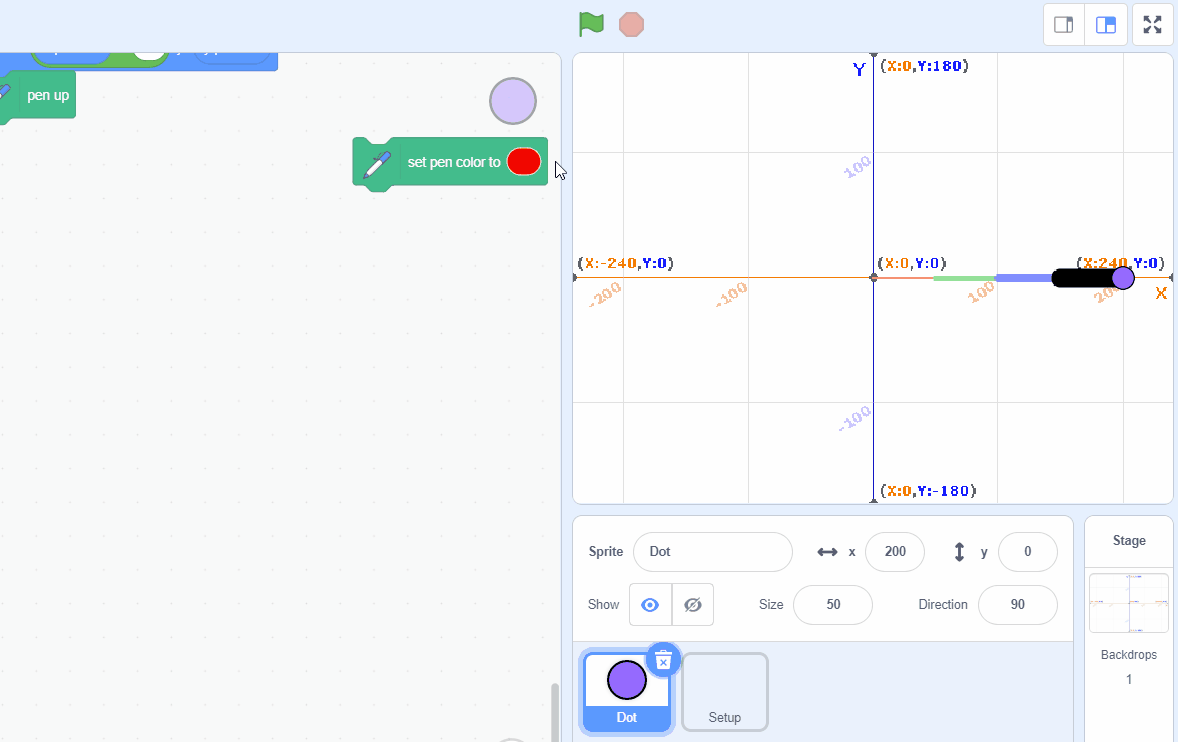 pen up
set pen color to
Y
(X:0,Y:180)
100
(X:-240,Y:0)
(X:0,Y:0)
(X:240,Y:0)
-200
-100
100
200
X
-100
(X:0,Y:-180)
Sprite
Dot
x
200
y
0
Show
Size
50
Direction
90
Stage
Backdrops
1
Dot
Setup